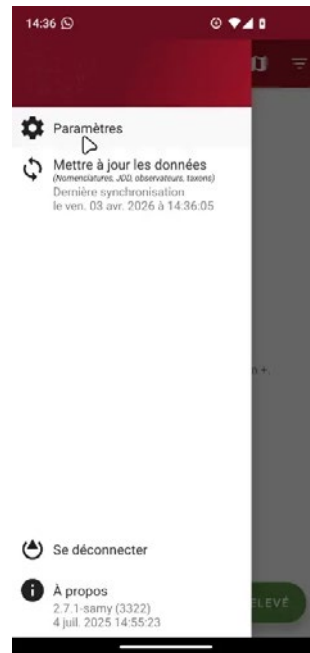 14:36
Paramètres
Mettre à jour les données
(Nomenclatures, JDD, observateurs, taxons)
Dernière synchronisation
le ven. 03 avr. 2026 à 14:36:05
n +.
Se déconnecter
À propos
ELEVÉ
2.7.1-samy (3322)
4 juil. 2025 14:55:23